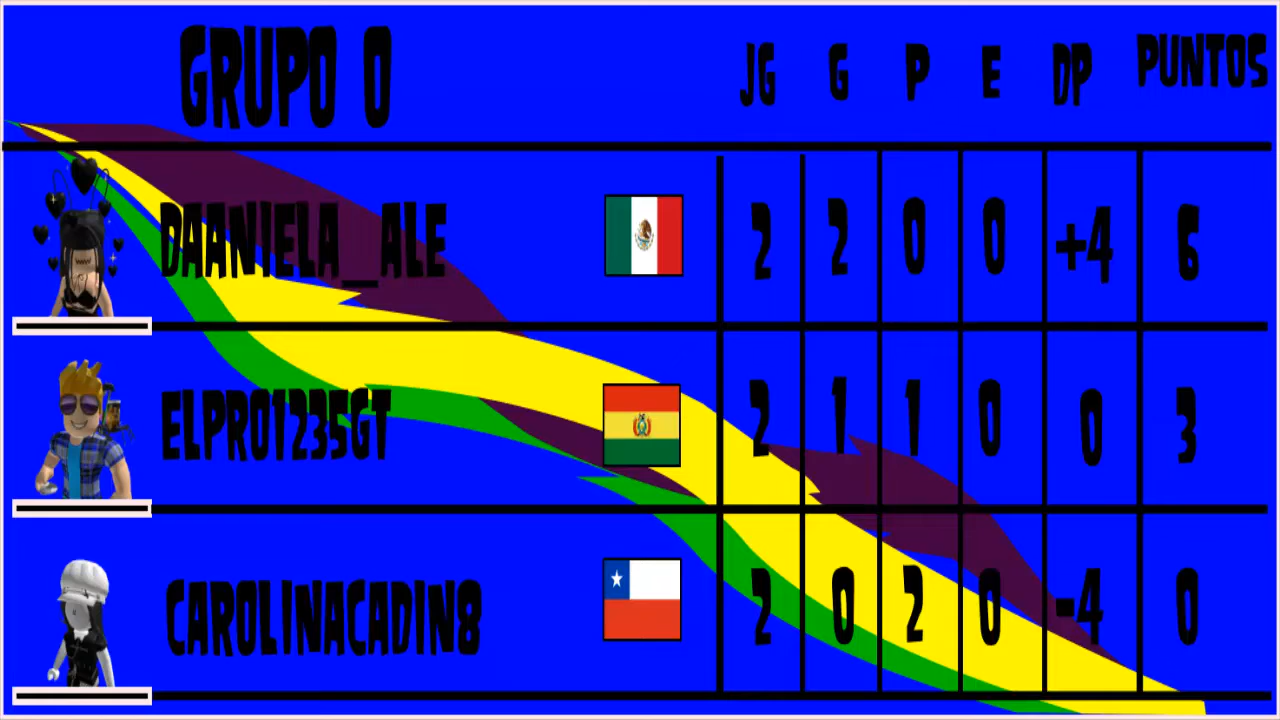 GRUPO O JG G P E DP PUNTOS
DAANIELA_ALE 2 2 0 0 +4 6
ELPRO1235GT 2 1 1 0 0 3
CAROLINACADIN8 2 0 2 0 -4 0